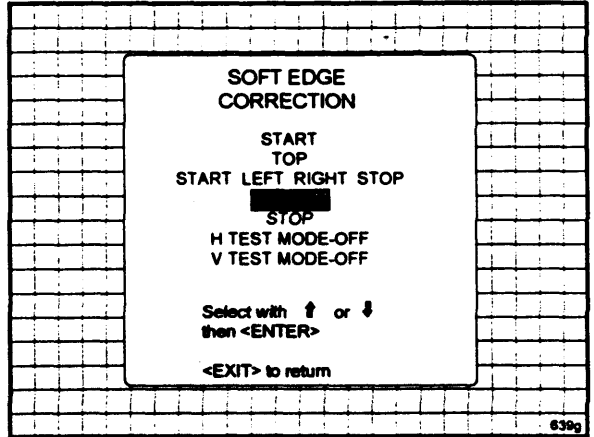 SOFT EDGE
CORRECTION
START
TOP
START LEFT RIGHT STOP
STOP
H TEST MODE-OFF
V TEST MODE-OFF
Select with ⬆ or ⬇
then <ENTER>
<EXIT> to return
639g